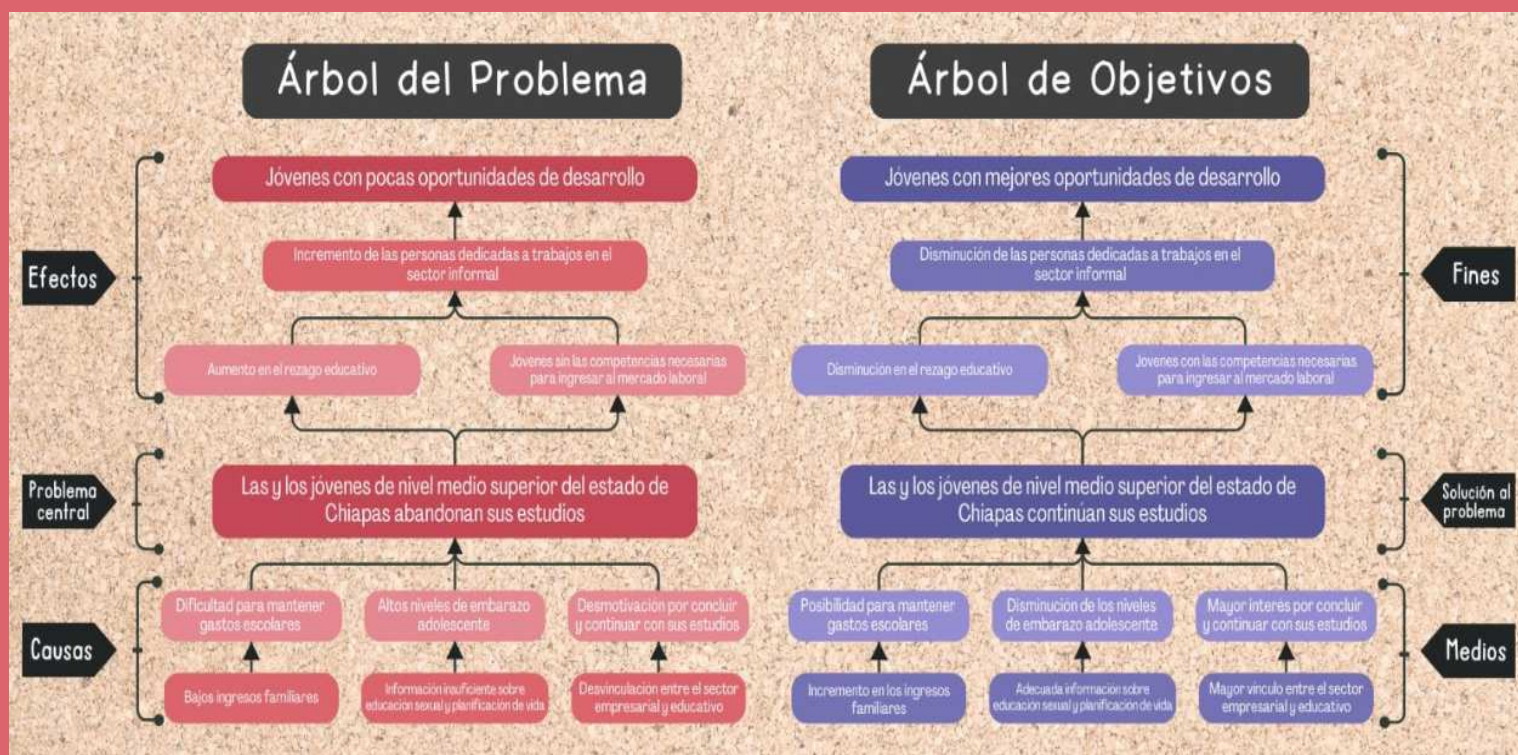 Árbol del Problema
Jóvenes con pocas oportunidades de desarrollo
Incremento de las personas dedicadas a trabajos en el
sector informal
Efectos
Aumento en el rezago educativo
Jóvenes sin las competencias necesarias
para ingresar al mercado laboral
Problema
central
Las y los jóvenes de nivel medio superior del estado de
Chiapas abandonan sus estudios
Causas
Dificultad para mantener
gastos escolares
Altos niveles de embarazo
adolescente
Desmotivación por concluir
y continuar con sus estudios
Bajos ingresos familiares
Información insuficiente sobre
educación sexual y planificación de vida
Desvinculación entre el sector
empresarial y educativo
Árbol de Objetivos
Jóvenes con mejores oportunidades de desarrollo
Disminución de las personas dedicadas a trabajos en el
sector informal
Fines
Disminución en el rezago educativo
Jóvenes con las competencias necesarias
para ingresar al mercado laboral
Las y los jóvenes de nivel medio superior del estado de
Chiapas continúan sus estudios
Solución al
problema
Posibilidad para mantener
gastos escolares
Disminución de los niveles
de embarazo adolescente
Mayor interés por concluir
y continuar con sus estudios
Medios
Incremento en los ingresos
familiares
Adecuada información sobre
educación sexual y planificación de vida
Mayor vínculo entre el sector
empresarial y educativo